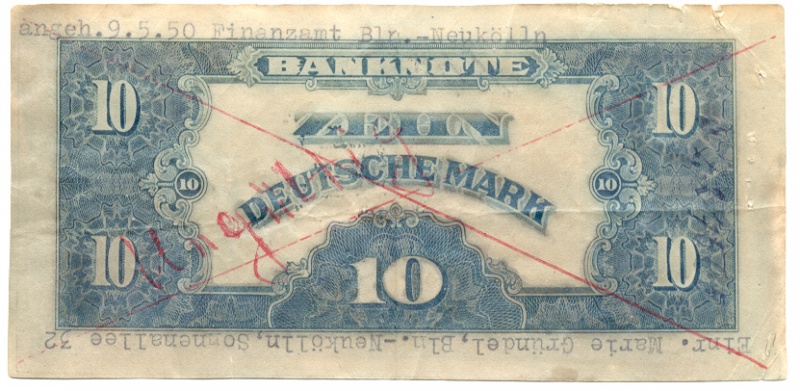 angeh.9.5.50 Finanzamt Bln.-Neukölln
BANKNOTE
10 10
ZEHN
DEUTSCHE MARK
10 10
Ungültig
10 10
10
Einr. Marie Gründel,Bln.-Neukölln,Sonnenallee 32